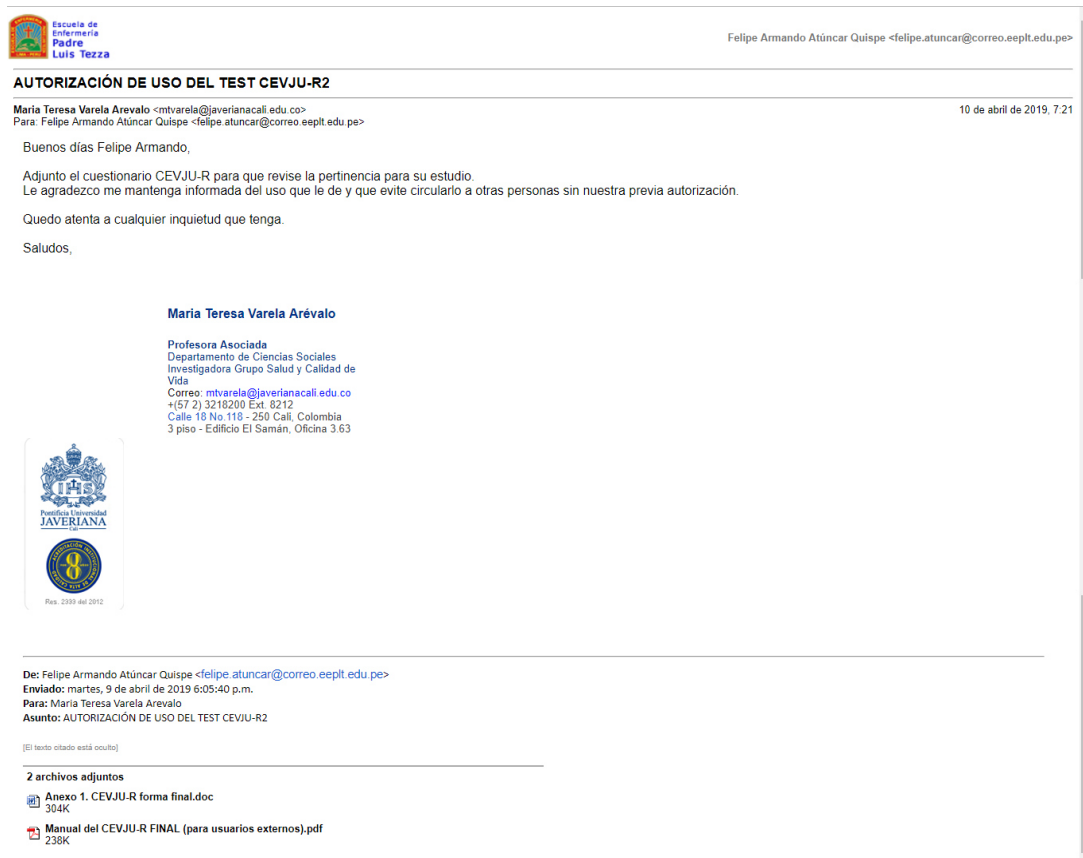 Escuela de
Enfermería
Padre
Luis Tezza
Felipe Armando Atúncar Quispe <felipe.atuncar@correo.eeplt.edu.pe>
AUTORIZACIÓN DE USO DEL TEST CEVJU-R2
Maria Teresa Varela Arevalo <mtvarela@javerianacali.edu.co>
10 de abril de 2019, 7:21
Para: Felipe Armando Atúncar Quispe <felipe.atuncar@correo.eeplt.edu.pe>
Buenos días Felipe Armando,
Adjunto el cuestionario CEVJU-R para que revise la pertinencia para su estudio.
Le agradezco me mantenga informada del uso que le de y que evite circularlo a otras personas sin nuestra previa autorización.
Quedo atenta a cualquier inquietud que tenga.
Saludos,
Maria Teresa Varela Arévalo
Profesora Asociada
Departamento de Ciencias Sociales
Investigadora Grupo Salud y Calidad de
Vida
Correo: mtvarela@javerianacali.edu.co
+(57 2) 3218200 Ext. 8212
Calle 18 No.118 - 250 Cali, Colombia
3 piso - Edificio El Samán, Oficina 3.63
IHS
Pontificia Universidad
JAVERIANA
Cali
ACREDITACIÓN INSTITUCIONAL DE ALTA CALIDAD
8
Res. 2333 del 2012
De: Felipe Armando Atúncar Quispe <felipe.atuncar@correo.eeplt.edu.pe>
Enviado: martes, 9 de abril de 2019 6:05:40 p.m.
Para: Maria Teresa Varela Arevalo
Asunto: AUTORIZACIÓN DE USO DEL TEST CEVJU-R2
[El texto citado está oculto]
2 archivos adjuntos
Anexo 1. CEVJU-R forma final.doc
304K
Manual del CEVJU-R FINAL (para usuarios externos).pdf
238K